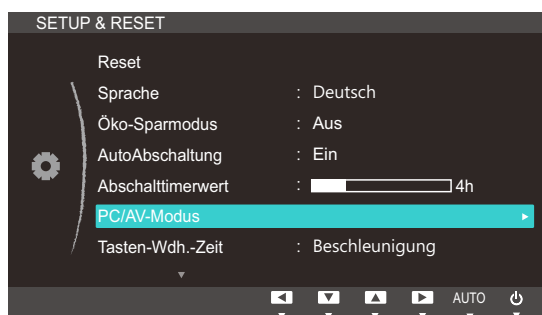 SETUP & RESET
Reset
Sprache : Deutsch
Öko-Sparmodus : Aus
AutoAbschaltung : Ein
Abschalttimerwert : 4h
PC/AV-Modus
Tasten-Wdh.-Zeit : Beschleunigung
AUTO